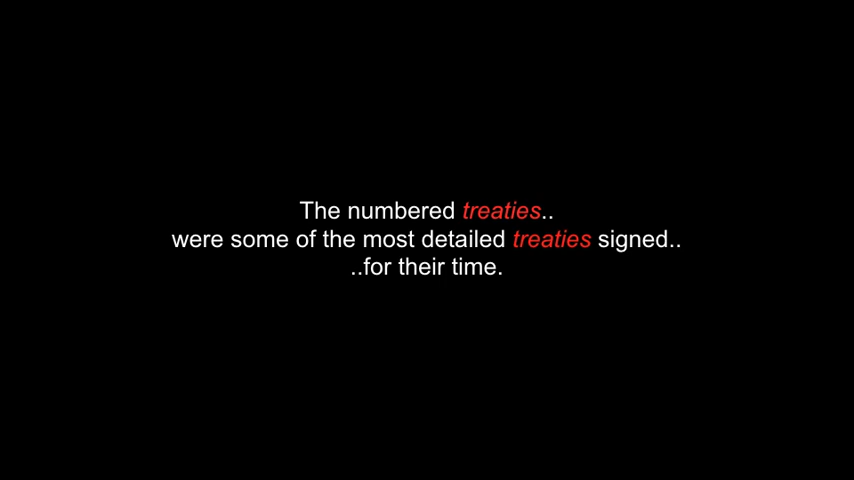 The numbered treaties..
were some of the most detailed treaties signed..
..for their time.